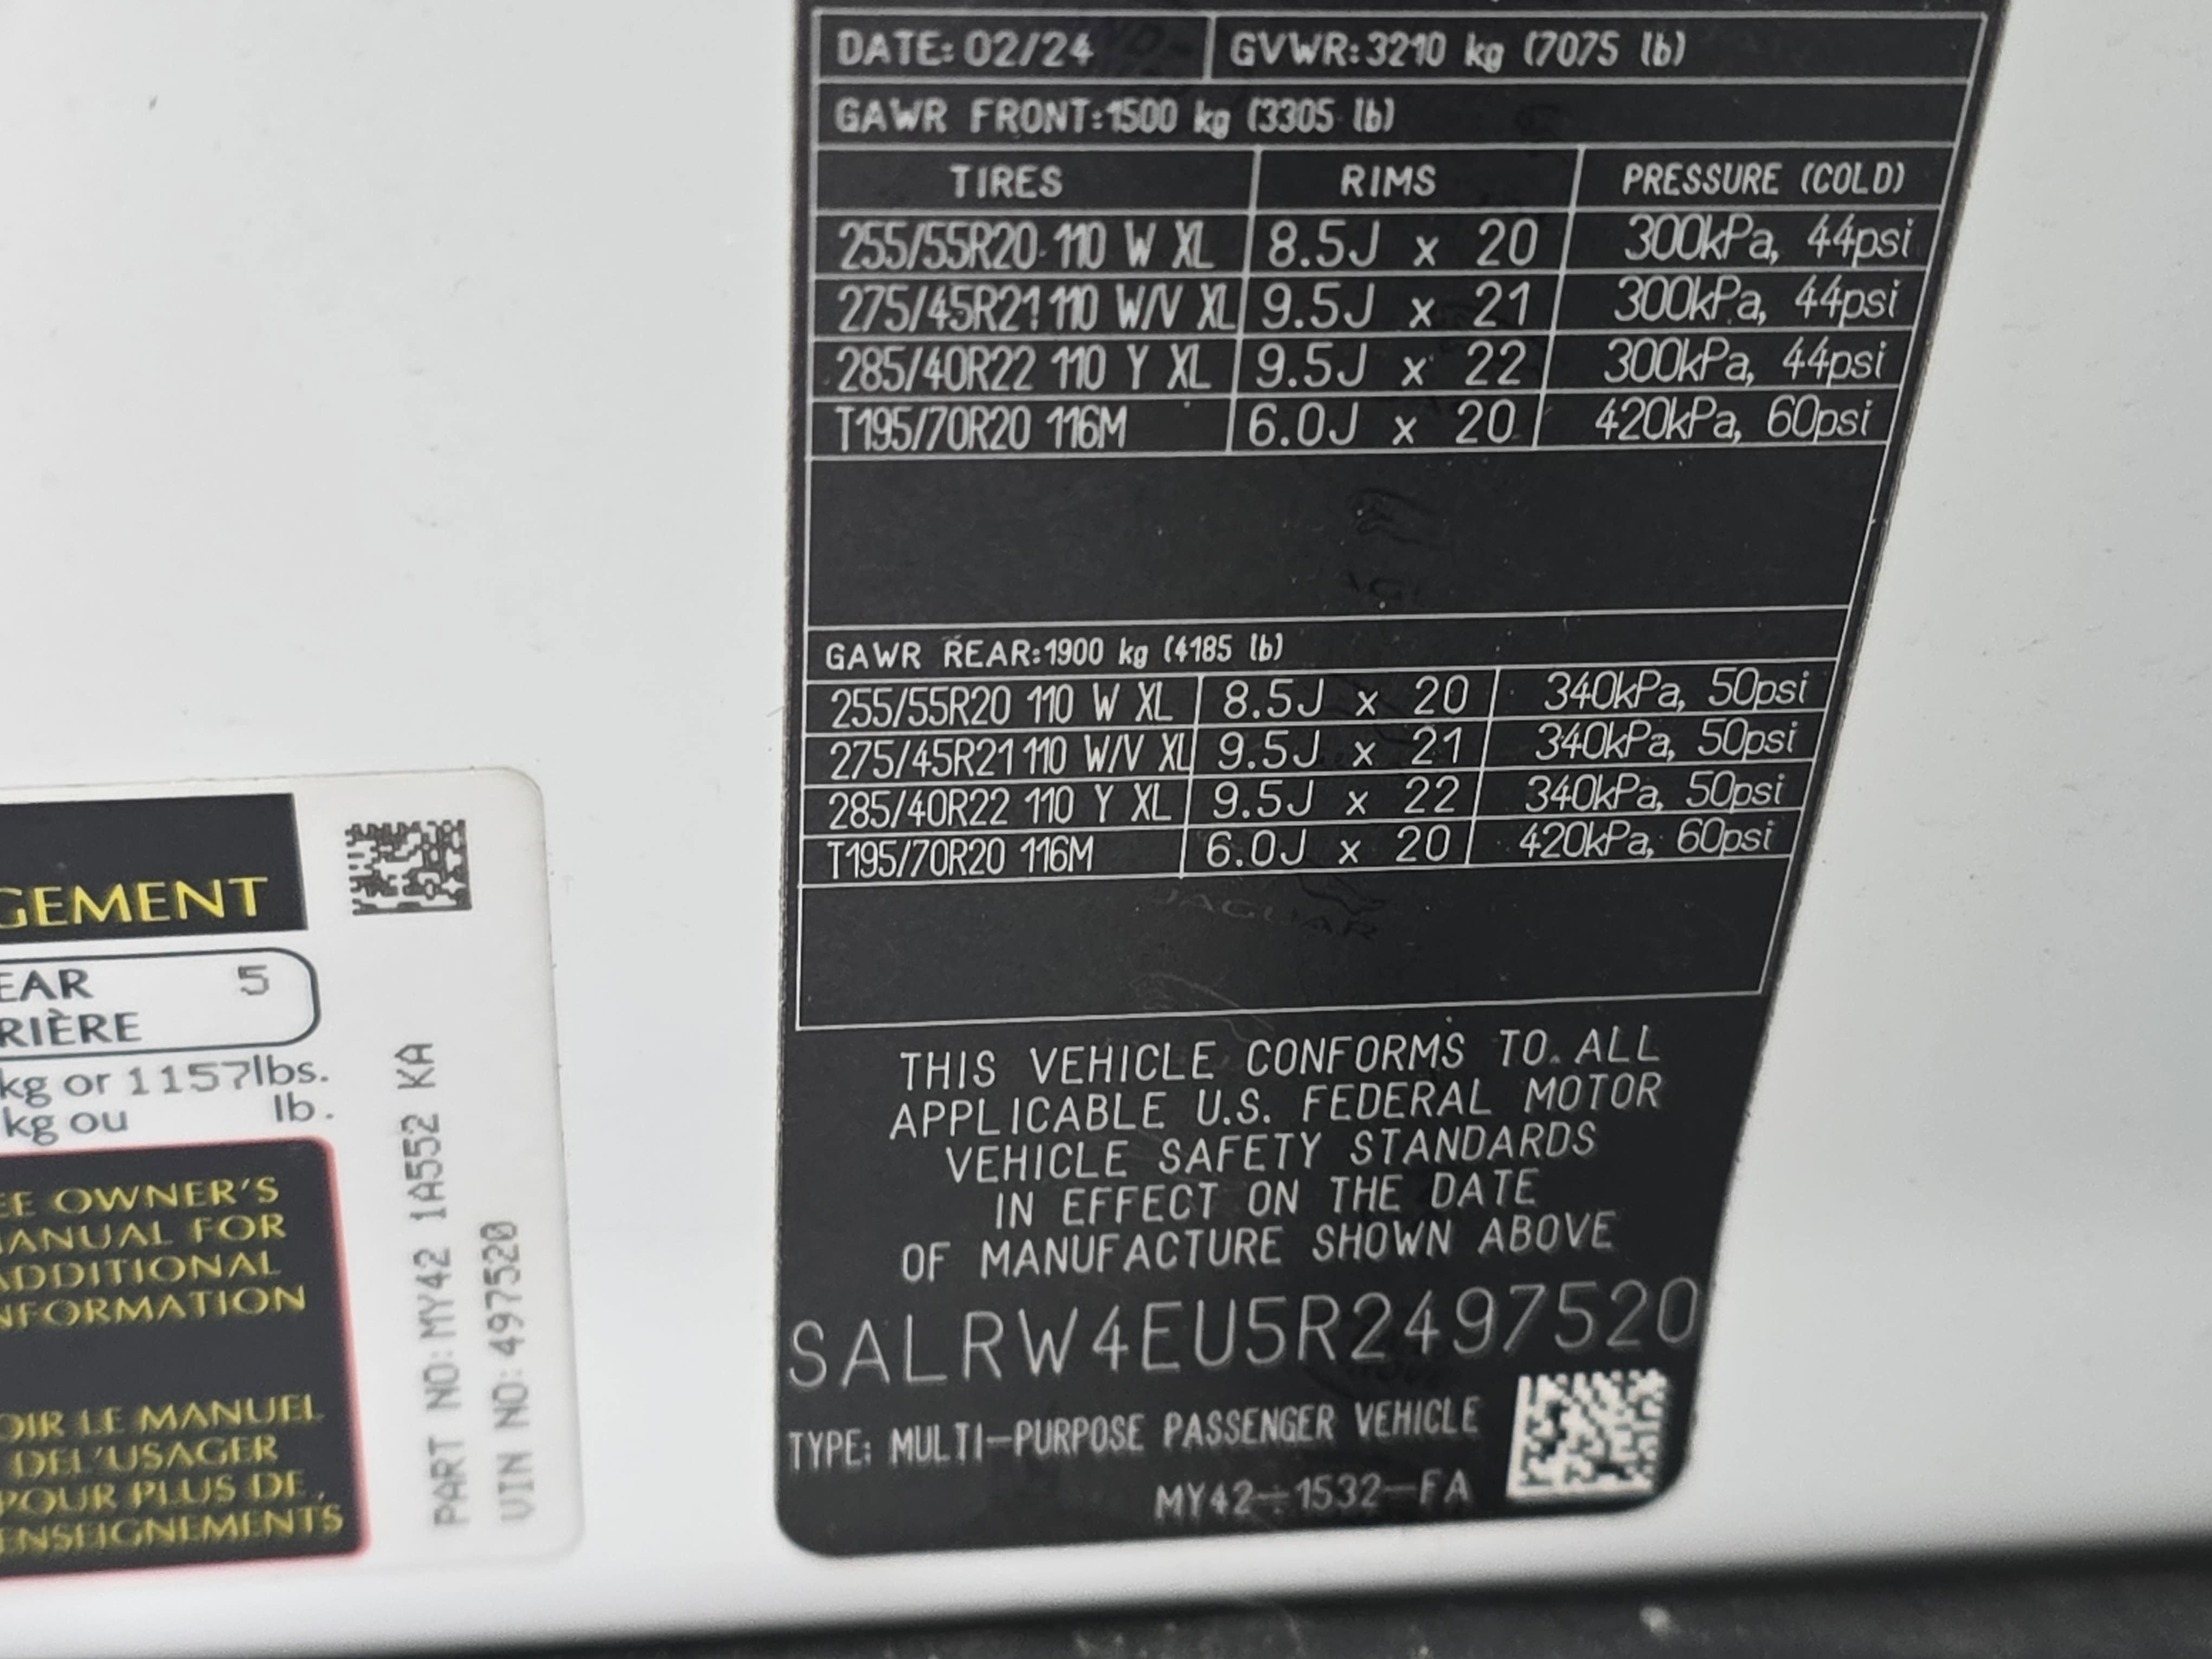 DATE: 02/24 GVWR: 3210 kg (7075 lb)
GAWR FRONT: 1500 kg (3305 lb)
TIRES RIMS PRESSURE (COLD)
255/55R20 110 W XL 8.5J x 20 300kPa, 44psi
275/45R21 110 W/V XL 9.5J x 21 300kPa, 44psi
285/40R22 110 Y XL 9.5J x 22 300kPa, 44psi
T195/70R20 116M 6.0J x 20 420kPa, 60psi
GAWR REAR: 1900 kg (4185 lb)
255/55R20 110 W XL 8.5J x 20 340kPa, 50psi
275/45R21 110 W/V XL 9.5J x 21 340kPa, 50psi
285/40R22 110 Y XL 9.5J x 22 340kPa, 50psi
T195/70R20 116M 6.0J x 20 420kPa, 60psi
JAGUAR
THIS VEHICLE CONFORMS TO ALL
APPLICABLE U.S. FEDERAL MOTOR
VEHICLE SAFETY STANDARDS
IN EFFECT ON THE DATE
OF MANUFACTURE SHOWN ABOVE
SALRW4EU5R2497520
TYPE: MULTI-PURPOSE PASSENGER VEHICLE
MY42-1532-FA
GEMENT
EAR 5
RIÈRE
kg or 1157lbs.
kg ou lb.
EE OWNER'S
ANUAL FOR
ADDITIONAL
NFORMATION
OIR LE MANUEL
DEL'USAGER
POUR PLUS DE
ENSEIGNEMENTS
PART NO: MY42 1A552 KA
VIN NO: 497520